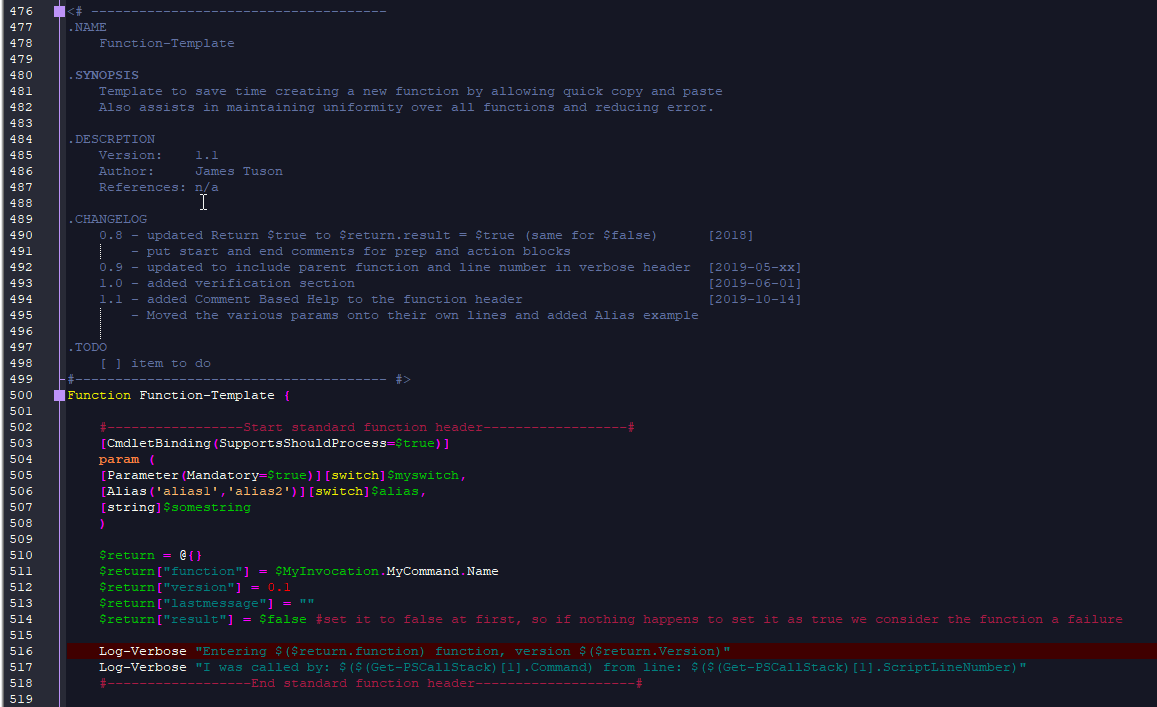 476 <# -------------------------------------
477 .NAME
478     Function-Template
479
480 .SYNOPSIS
481     Template to save time creating a new function by allowing quick copy and paste
482     Also assists in maintaining uniformity over all functions and reducing error.
483
484 .DESCRPTION
485     Version:    1.1
486     Author:     James Tuson
487     References: n/a
488
489 .CHANGELOG
490     0.8 - updated Return $true to $return.result = $true (same for $false)      [2018]
491         - put start and end comments for prep and action blocks
492     0.9 - updated to include parent function and line number in verbose header  [2019-05-xx]
493     1.0 - added verification section                                            [2019-06-01]
494     1.1 - added Comment Based Help to the function header                       [2019-10-14]
495         - Moved the various params onto their own lines and added Alias example
496
497 .TODO
498     [ ] item to do
499 #--------------------------------------- #>
500 Function Function-Template {
501
502     #-----------------Start standard function header------------------#
503     [CmdletBinding(SupportsShouldProcess=$true)]
504     param (
505     [Parameter(Mandatory=$true)][switch]$myswitch,
506     [Alias('alias1','alias2')][switch]$alias,
507     [string]$somestring
508     )
509
510     $return = @{}
511     $return["function"] = $MyInvocation.MyCommand.Name
512     $return["version"] = 0.1
513     $return["lastmessage"] = ""
514     $return["result"] = $false #set it to false at first, so if nothing happens to set it as true we consider the function a failure
515
516     Log-Verbose "Entering $($return.function) function, version $($return.Version)"
517     Log-Verbose "I was called by: $($(Get-PSCallStack)[1].Command) from line: $($(Get-PSCallStack)[1].ScriptLineNumber)"
518     #------------------End standard function header--------------------#
519